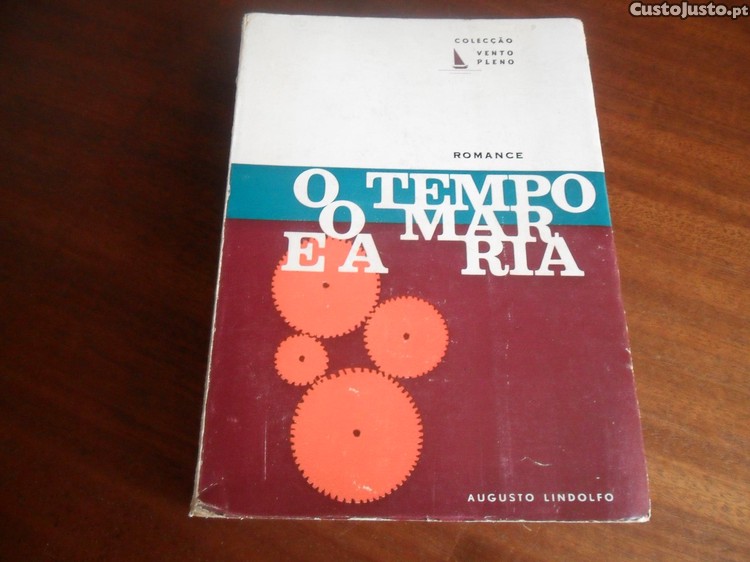 CustoJusto.pt
COLECÇÃO
VENTO
PLENO
ROMANCE
O TEMPO
O MAR
E A RIA
AUGUSTO LINDOLFO